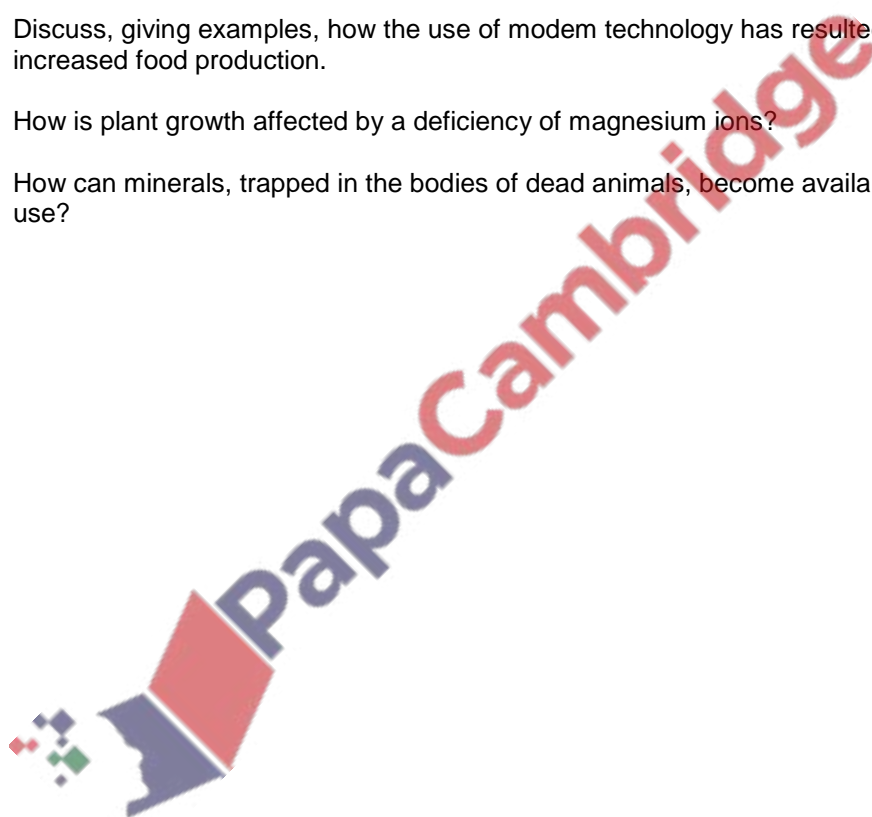 Discuss, giving examples, how the use of modem technology has resulte
increased food production.
How is plant growth affected by a deficiency of magnesium ions?
How can minerals, trapped in the bodies of dead animals, become availa
use?
PapaCambridge